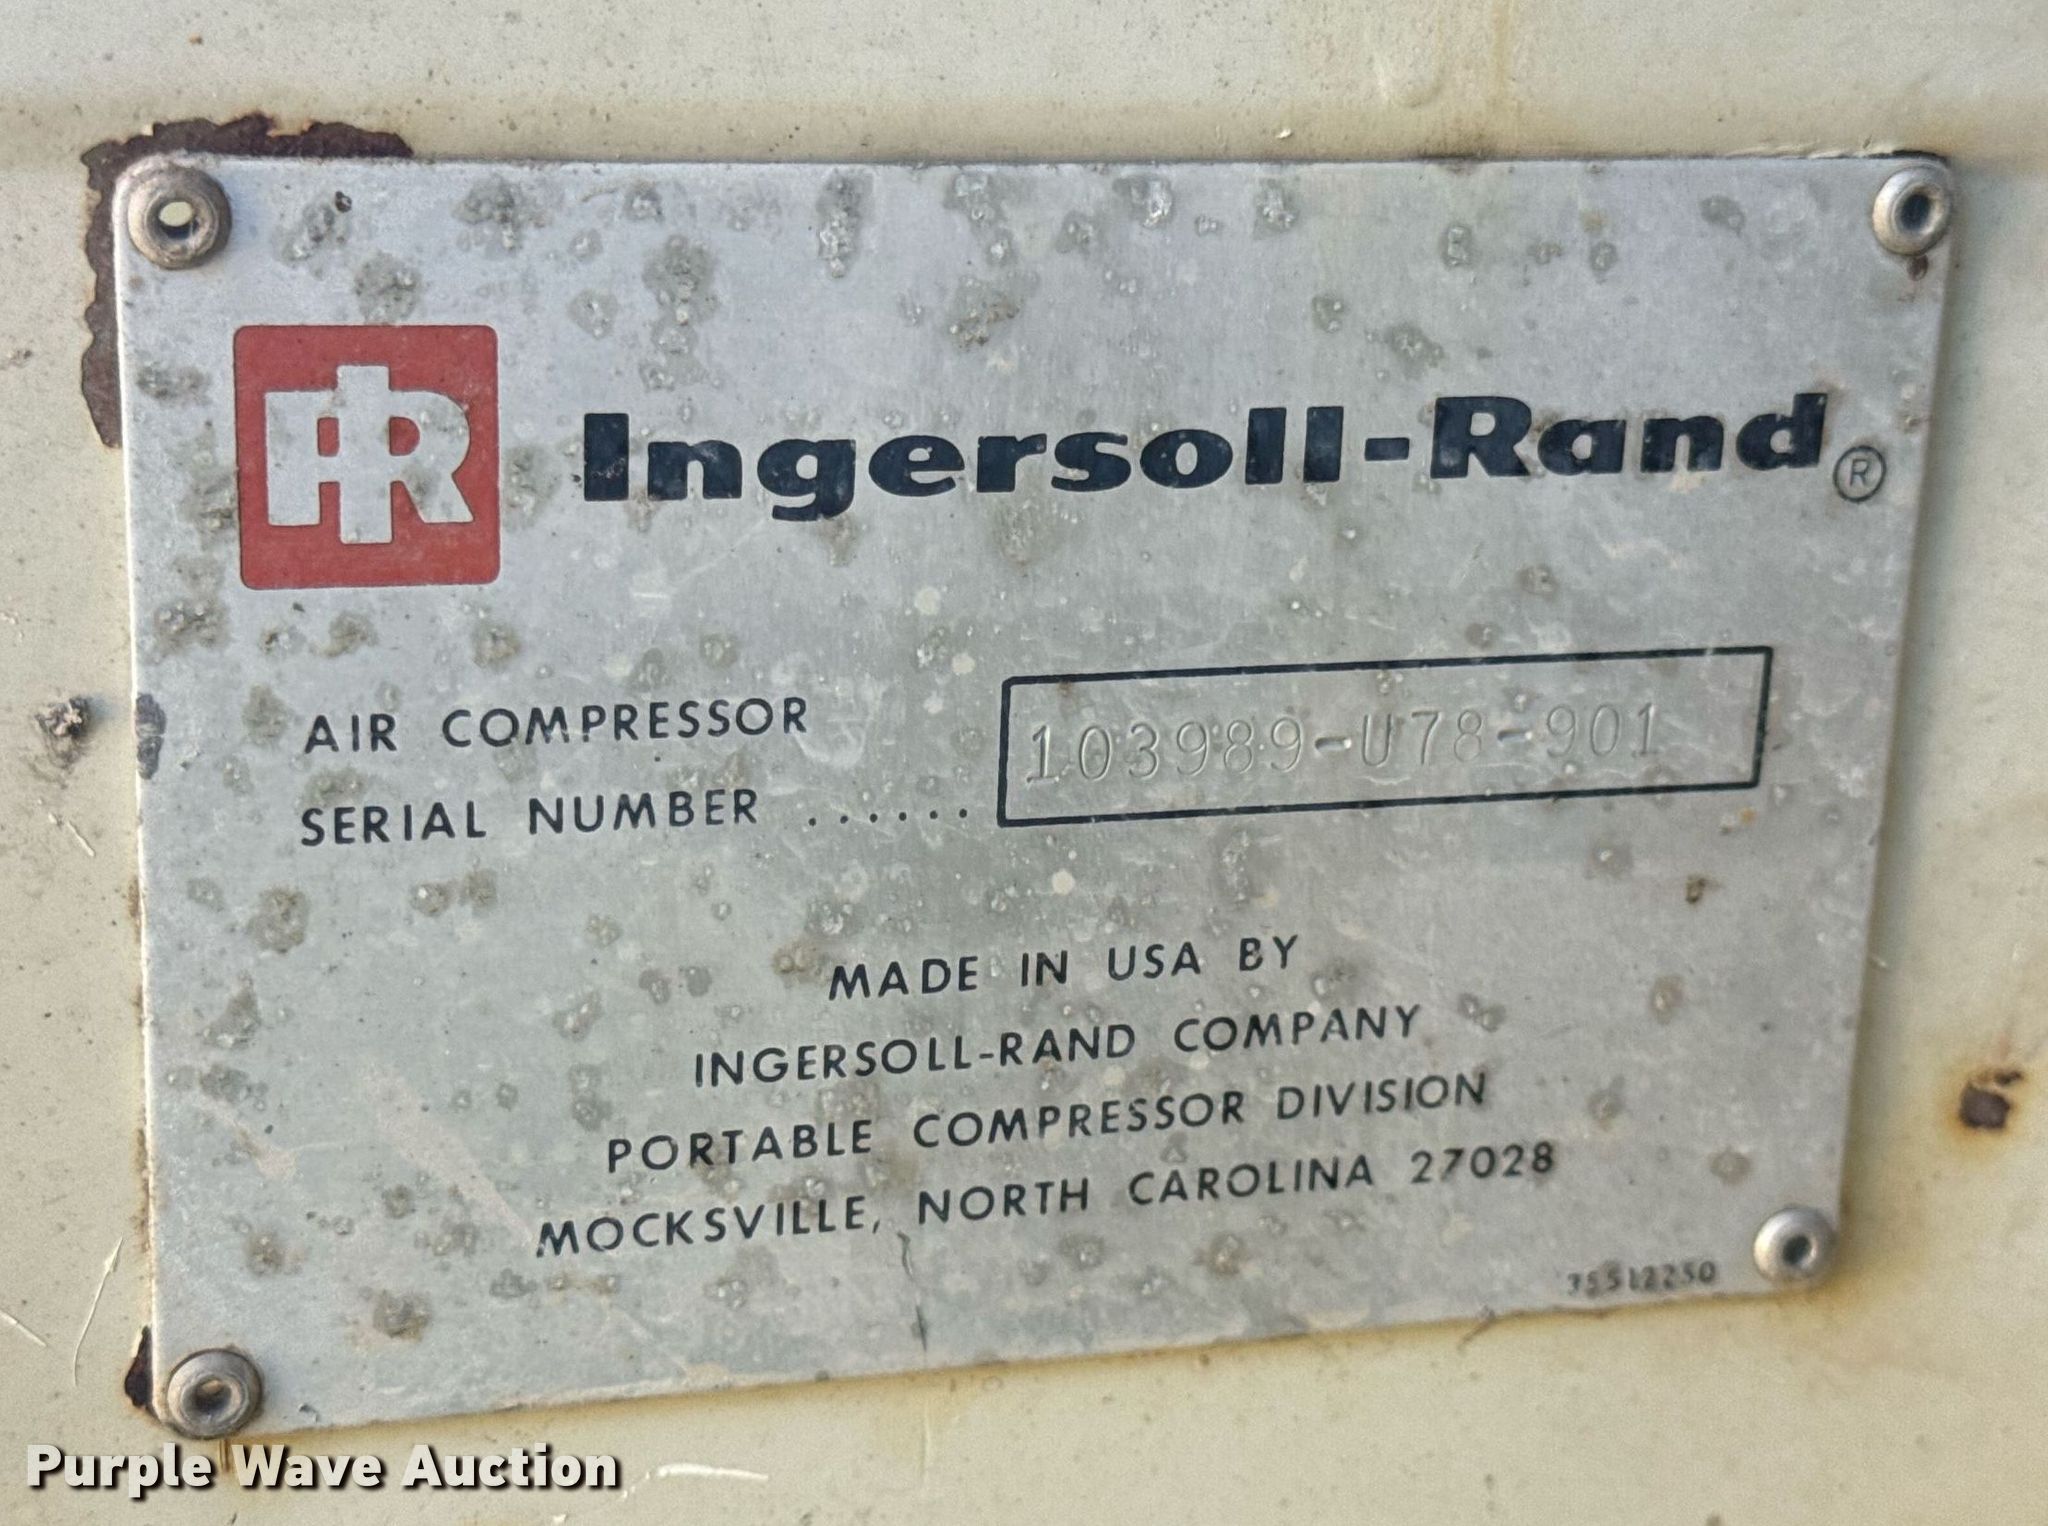 IR Ingersoll-Rand®
AIR COMPRESSOR
SERIAL NUMBER ......
103989-U78-901
MADE IN USA BY
INGERSOLL-RAND COMPANY
PORTABLE COMPRESSOR DIVISION
MOCKSVILLE, NORTH CAROLINA 27028
35512250
Purple Wave Auction